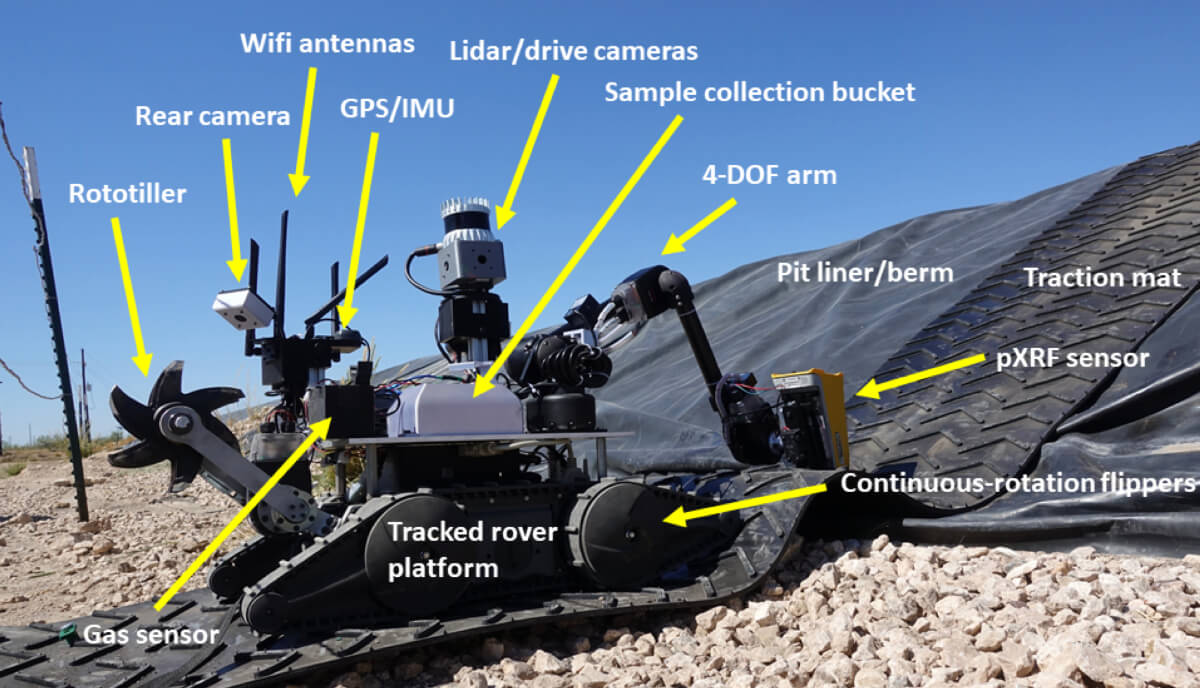 Wifi antennas
Lidar/drive cameras
Sample collection bucket
GPS/IMU
Rear camera
4-DOF arm
Rototiller
Pit liner/berm
Traction mat
pXRF sensor
Continuous-rotation flippers
Tracked rover
platform
Gas sensor